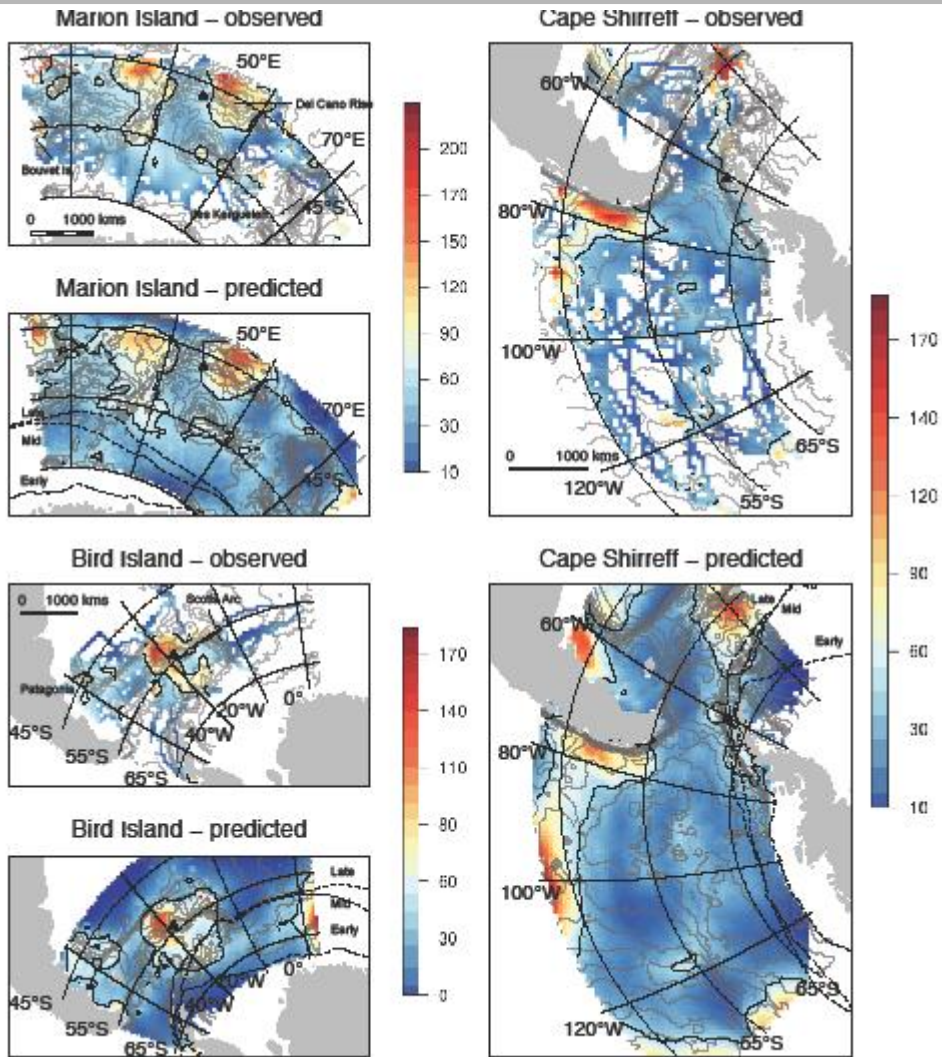 Marion Island – observed
50°E
Del Cano Rise
70°E
Bouvet Is.
45°S
0 1000 kms
Marion Island – predicted
50°E
70°E
Late
Mid
45°S
Early
200
170
150
120
90
60
30
10
Bird Island – observed
0 1000 kms
Scotia Arc
Patagonia
0°
20°W
45°S
40°W
55°S
65°S
Bird Island – predicted
Late
Mid
Early
0°
20°W
45°S
40°W
55°S
65°S
170
140
110
80
60
30
0
Cape Shirreff – observed
60°W
80°W
100°W
65°S
0 1000 kms
120°W
55°S
Cape Shirreff – predicted
Late
Mid
60°W
Early
80°W
100°W
65°S
120°W
55°S
170
140
120
90
60
30
10